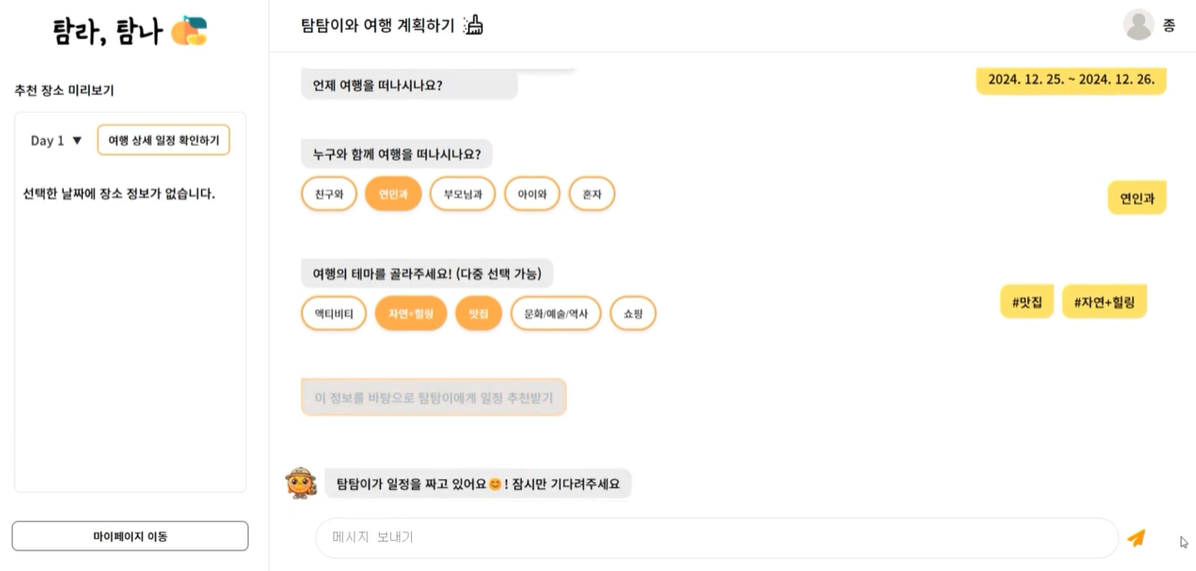 탐라, 탐나
추천 장소 미리보기
Day 1 ▼
여행 상세 일정 확인하기
선택한 날짜에 장소 정보가 없습니다.
마이페이지 이동
탐탐이와 여행 계획하기
종
언제 여행을 떠나시나요?
2024. 12. 25. ~ 2024. 12. 26.
누구와 함께 여행을 떠나시나요?
친구와 연인과 부모님과 아이와 혼자
연인과
여행의 테마를 골라주세요! (다중 선택 가능)
액티비티 자연+힐링 맛집 문화/예술/역사 쇼핑
#맛집 #자연+힐링
이 정보를 바탕으로 탐탐이에게 일정 추천받기
탐탐이가 일정을 짜고 있어요😊! 잠시만 기다려주세요
메시지 보내기